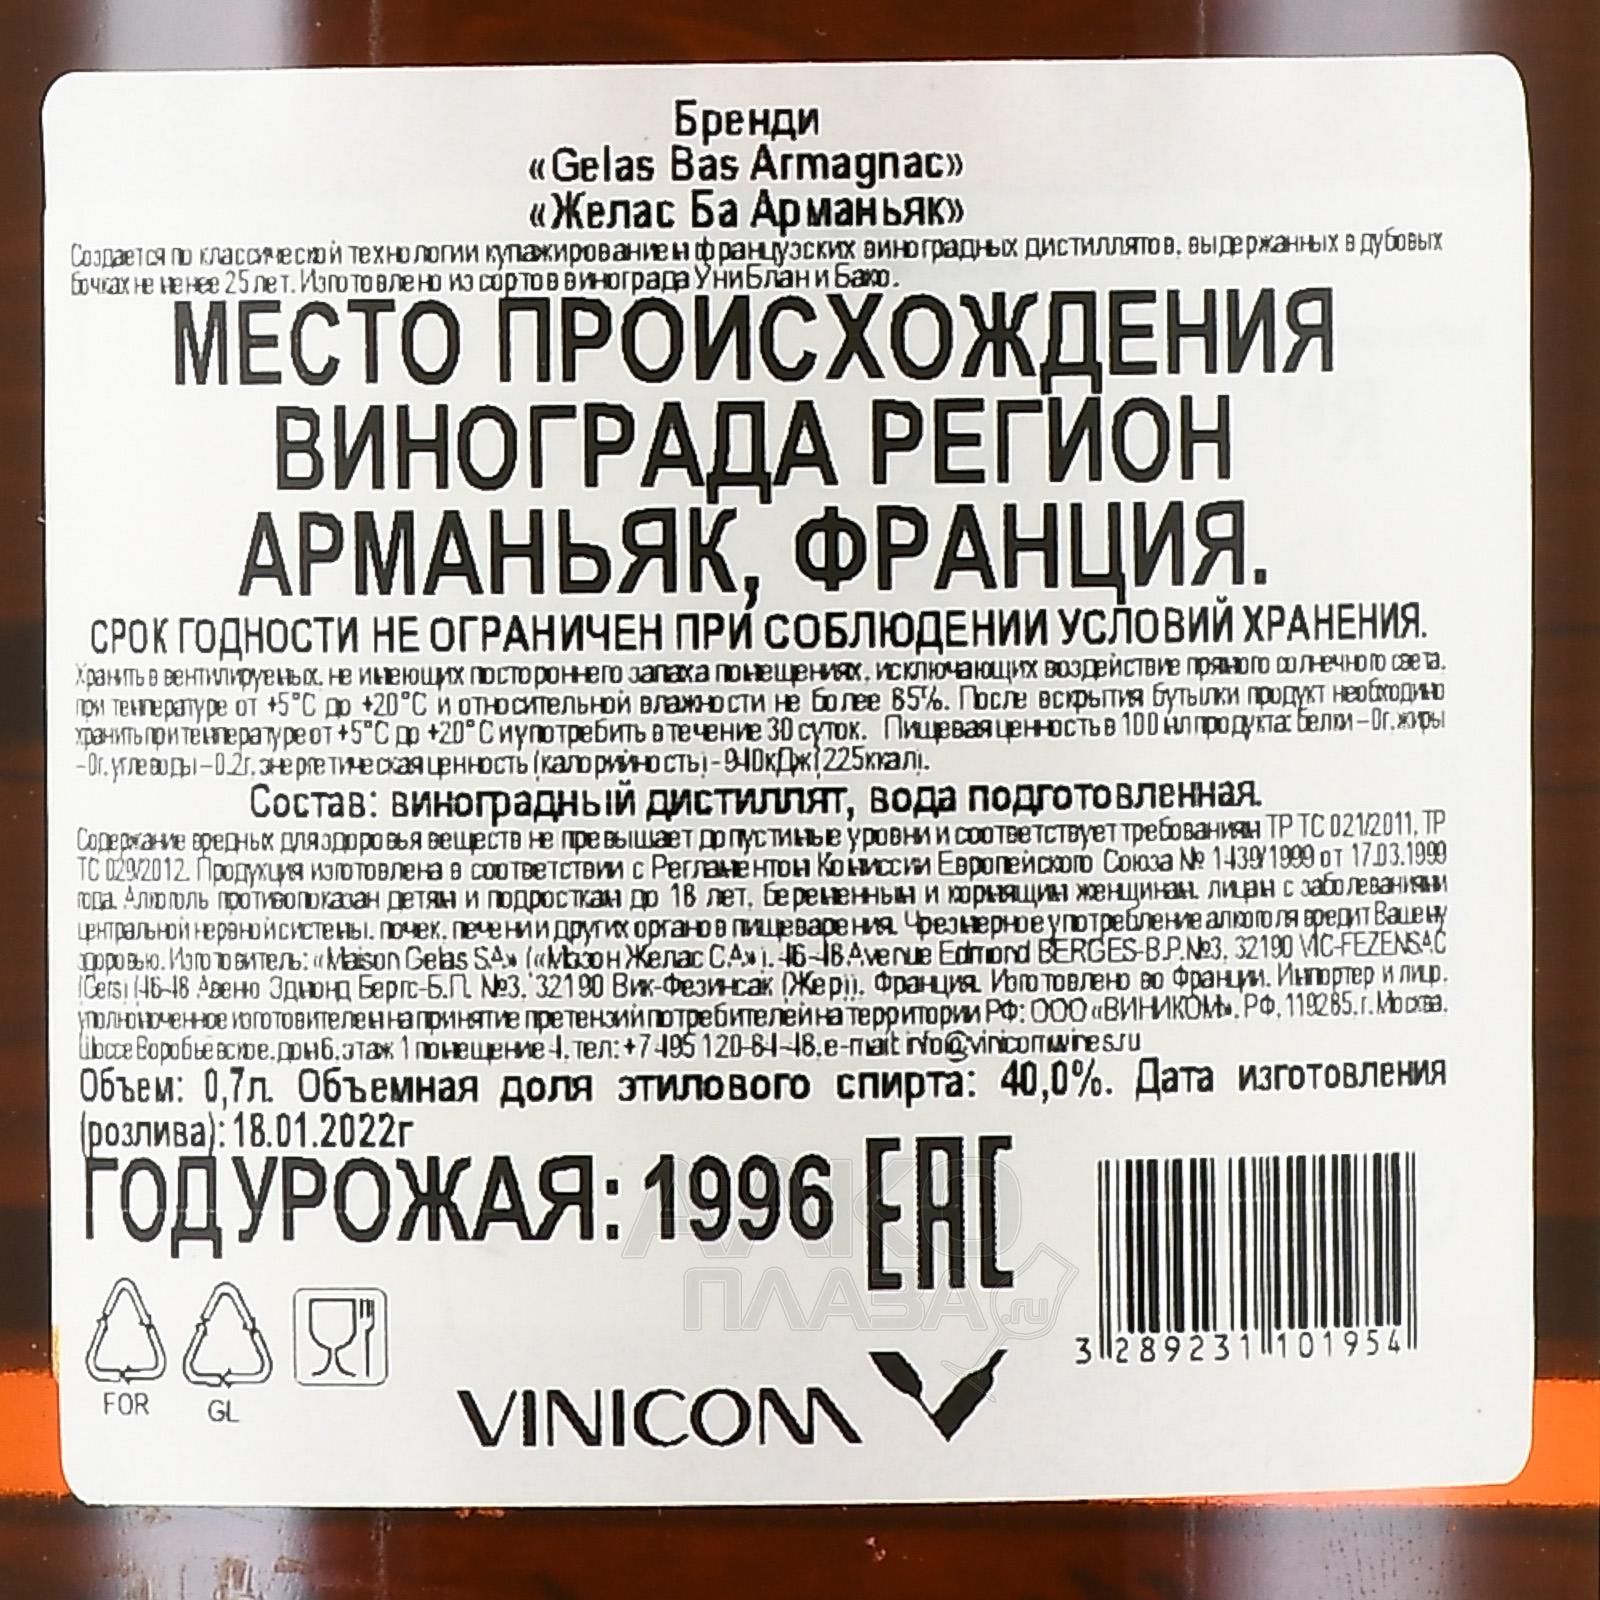 Бренди
«Gelas Bas Armagnac»
«Желас Ба Арманьяк»
Создается по классической технологии купажированием французских виноградных дистиллятов, выдержанных в дубовых
бочках не менее 25 лет. Изготовлено из сортов винограда Уни Блан и Бако.
МЕСТО ПРОИСХОЖДЕНИЯ
ВИНОГРАДА РЕГИОН
АРМАНЬЯК, ФРАНЦИЯ.
СРОК ГОДНОСТИ НЕ ОГРАНИЧЕН ПРИ СОБЛЮДЕНИИ УСЛОВИЙ ХРАНЕНИЯ.
Хранить в вентилируемых, не имеющих постороннего запаха помещениях, исключающих воздействие прямого солнечного света,
при температуре от +5°С до +20°С и относительной влажности не более 85%. После вскрытия бутылки продукт необходимо
хранить при температуре от +5°С до +20°С и употребить в течение 30 суток. Пищевая ценность в 100 мл продукта: белки – 0г, жиры
– 0г, углеводы – 0.2г, энергетическая ценность (калорийность) - 940кДж (225ккал).
Состав: виноградный дистиллят, вода подготовленная.
Содержание вредных для здоровья веществ не превышает допустимые уровни и соответствует требованиям ТР ТС 021/2011, ТР
ТС 029/2012. Продукция изготовлена в соответствии с Регламентом Комиссии Европейского Союза № 1439/1999 от 17.03.1999
года. Алкоголь противопоказан детям и подросткам до 18 лет, беременным и кормящим женщинам, лицам с заболеваниями
центральной нервной системы, почек, печени и других органов пищеварения. Чрезмерное употребление алкоголя вредит Вашему
здоровью. Изготовитель: «Maison Gelas SA» («Мэзон Желас С.А»), 46-48 Avenue Edmond BERGES-B.P.№3, 32190 VIC-FEZENSAC
(Gers) (46-48 Авеню Эдмонд Бергс-Б.П. №3, 32190 Вик-Фезинсак (Жер)), Франция. Изготовлено во Франции. Импортер и лицо,
уполномоченное изготовителем на принятие претензий потребителей на территории РФ: ООО «ВИНИКОМ», РФ, 119285, г. Москва,
Шоссе Воробьевское, дом 6, этаж 1 помещение 4, тел: +7 495 120-64-48, e-mail: info@vinicomwines.ru
Объем: 0,7л. Объемная доля этилового спирта: 40,0%. Дата изготовления
(розлива): 18.01.2022г
ГОД УРОЖАЯ: 1996 ЕАС
АЛКО
ПЛАЗА.ru
3 289231 101954
FOR GL
VINICOM